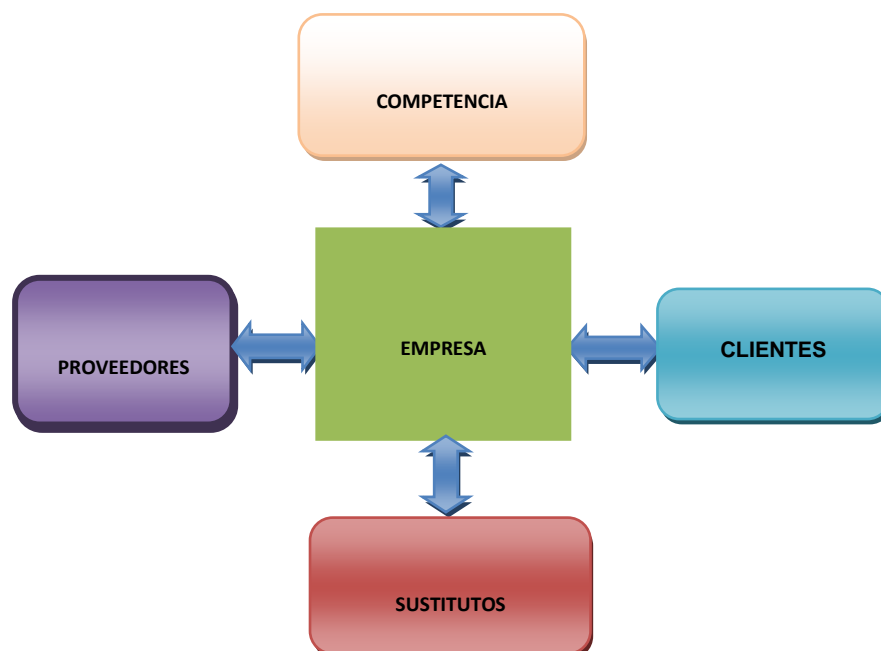 COMPETENCIA
EMPRESA
PROVEEDORES
CLIENTES
SUSTITUTOS